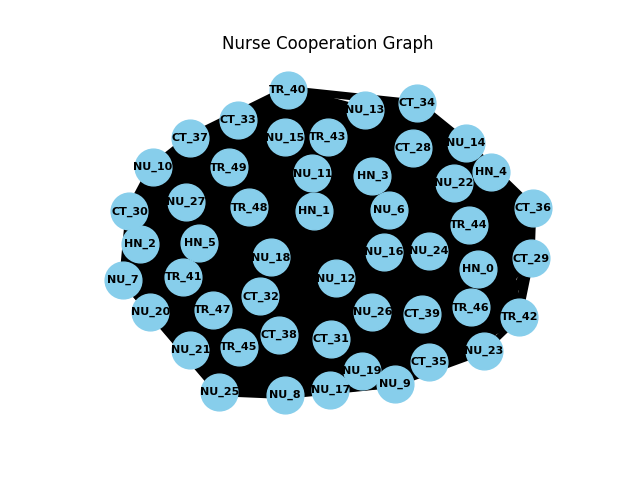 Nurse Cooperation Graph
TR_40
CT_34
NU_13
CT_33
CT_37
NU_15
TR_43
NU_14
CT_28
NU_10
TR_49
NU_11
HN_3
HN_4
NU_22
NU_27
CT_30
TR_48
HN_1
NU_6
CT_36
TR_44
HN_2
HN_5
NU_16
NU_24
NU_18
CT_29
HN_0
NU_7
TR_41
NU_12
CT_32
NU_20
TR_47
NU_26
CT_39
TR_46
TR_42
CT_38
CT_31
NU_21
TR_45
NU_23
CT_35
NU_19
NU_9
NU_17
NU_25
NU_8